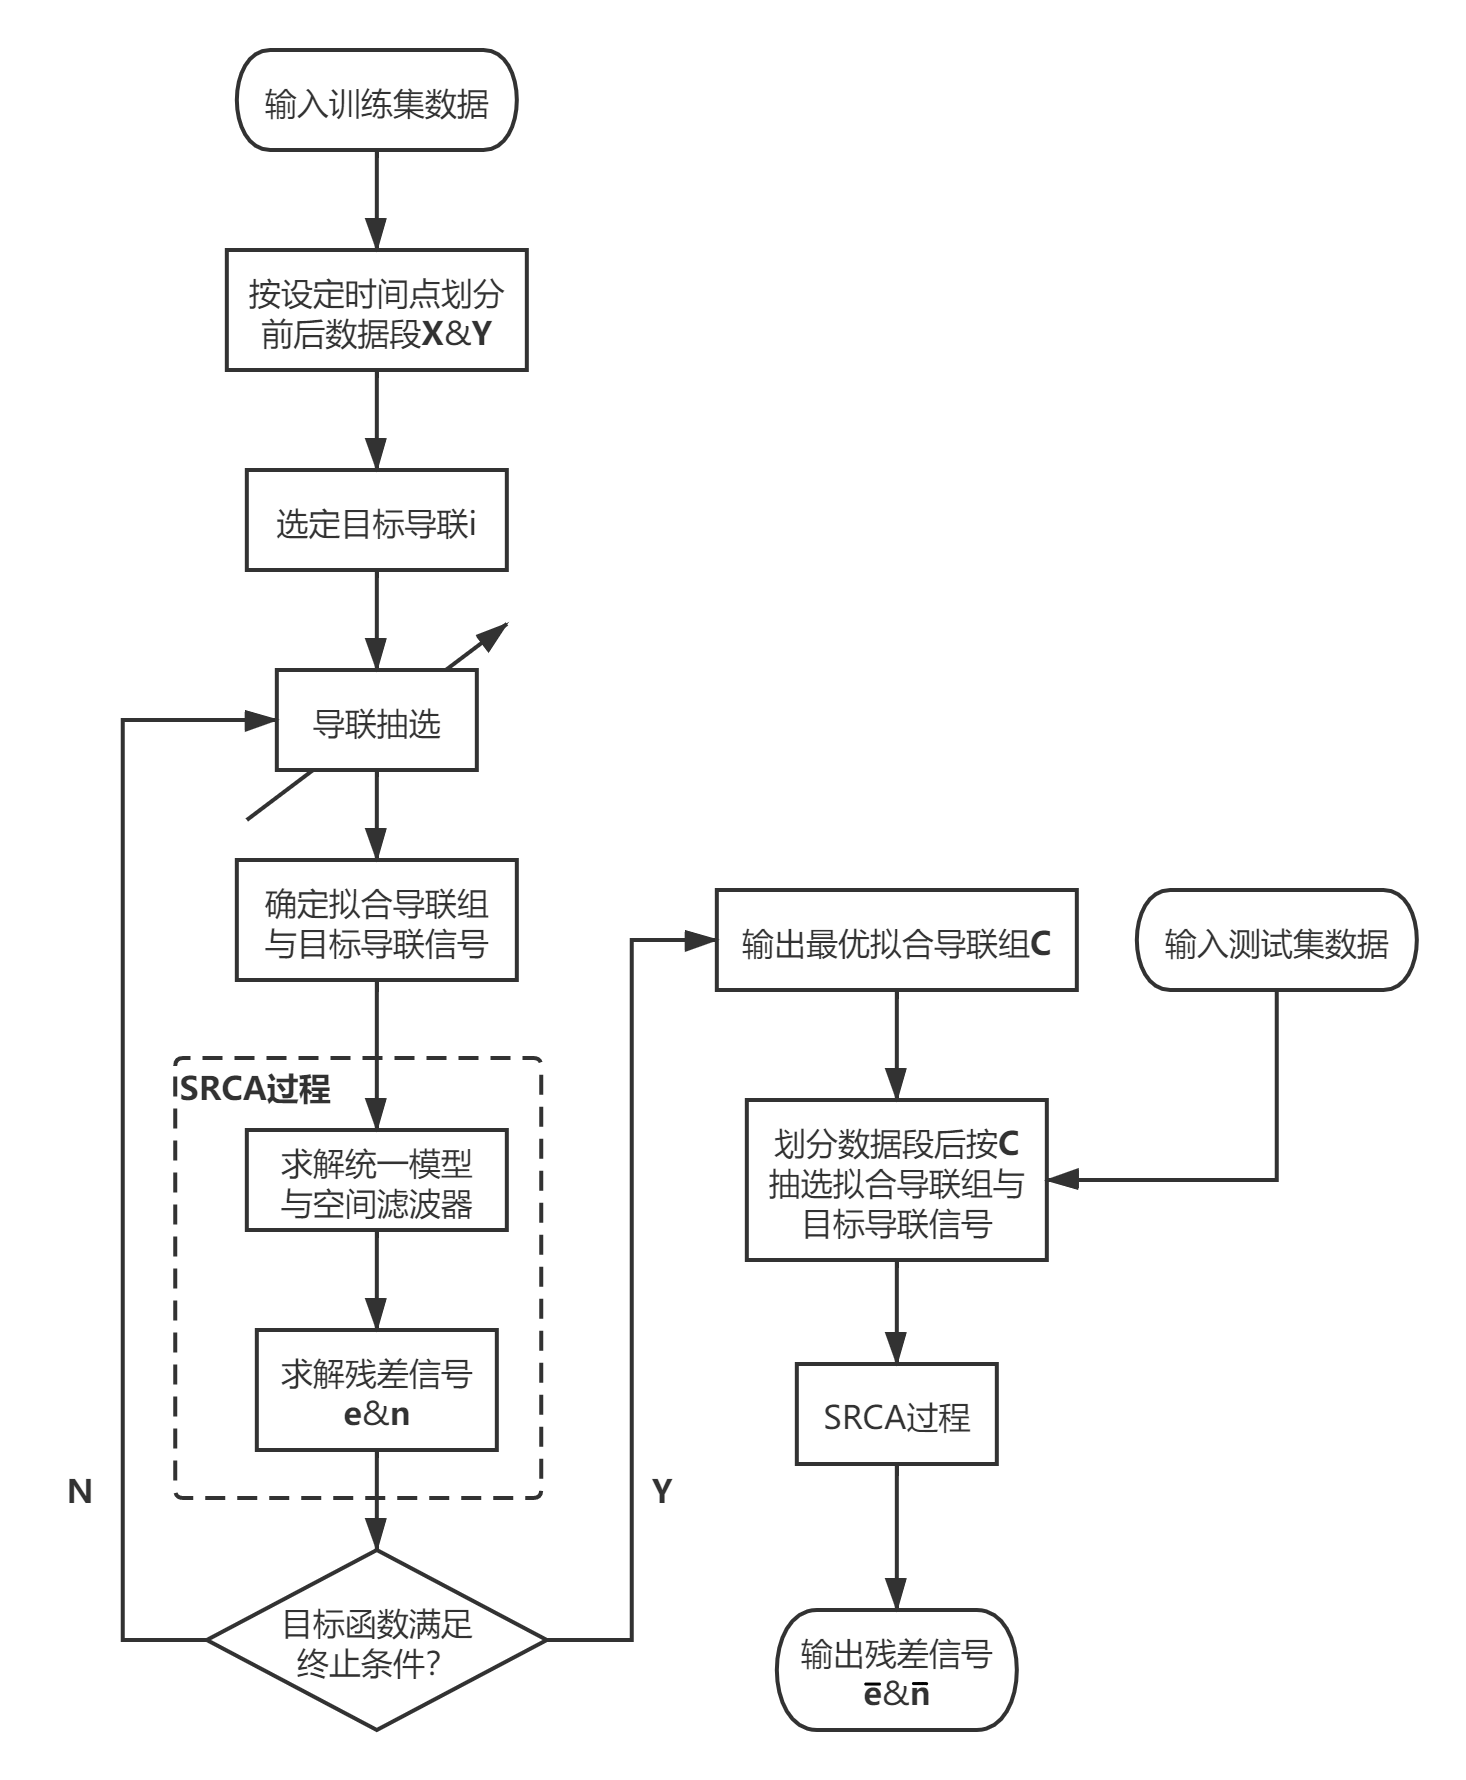 输入训练集数据
按设定时间点划分
前后数据段X&Y
选定目标导联i
导联抽选
确定拟合导联组
与目标导联信号
SRCA过程
求解统一模型
与空间滤波器
求解残差信号
e&n
N
目标函数满足
终止条件？
Y
输出最优拟合导联组C
输入测试集数据
划分数据段后按C
抽选拟合导联组与
目标导联信号
SRCA过程
输出残差信号
e̅&n̅